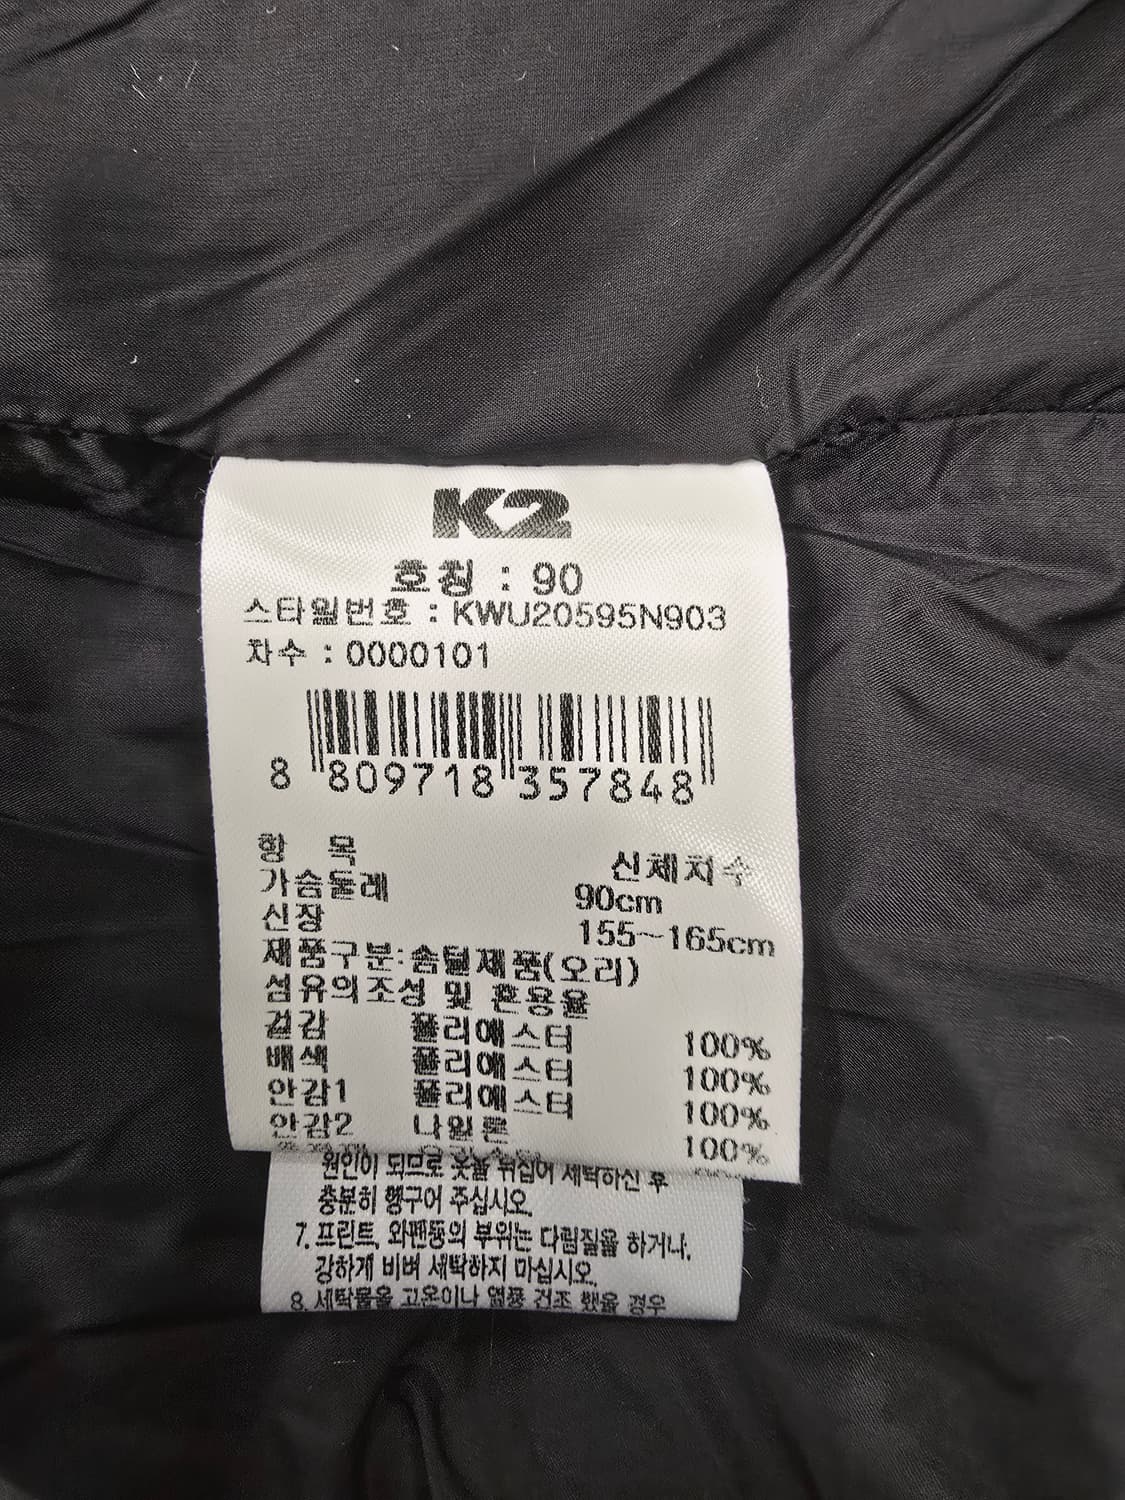 K2
호칭 : 90
스타일번호 : KWU20595N903
차수 : 0000101
8 809718 357848
항 목 신체치수
가슴둘레 90cm
신장 155~165cm
제품구분:솜털제품(오리)
섬유의조성 및 혼용율
겉감 폴리에스터 100%
배색 폴리에스터 100%
안감1 폴리에스터 100%
안감2 나일론 100%
원인이 되므로 옷을 뒤집어 세탁하신 후
충분히 헹구어 주십시오.
7. 프린트, 와펜등의 부위는 다림질을 하거나,
강하게 비벼 세탁하지 마십시오.
8. 세탁물을 고온이나 열풍 건조 했을 경우